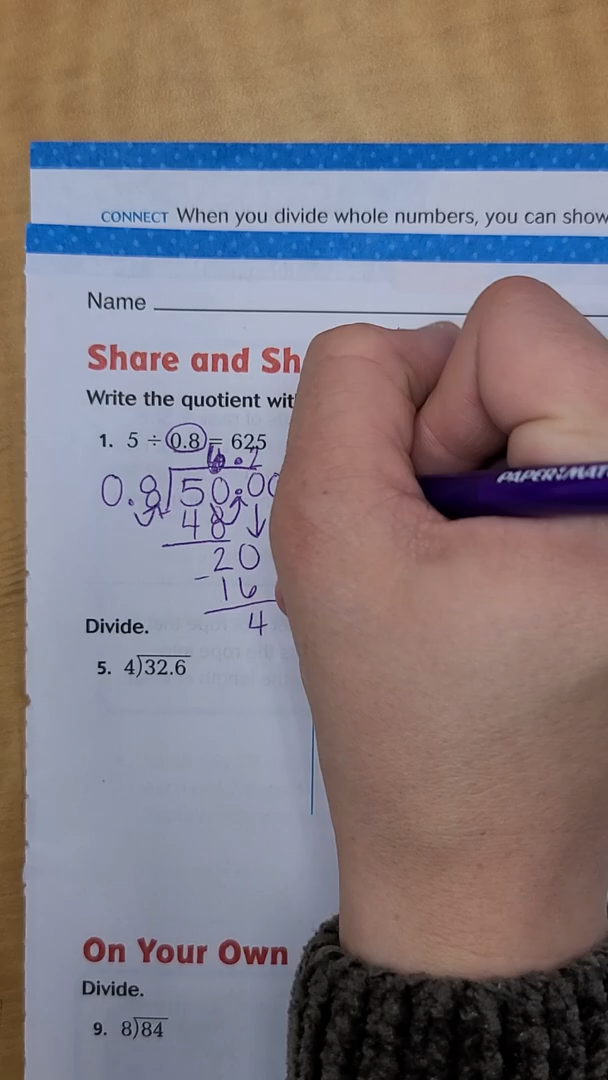 CONNECT When you divide whole numbers, you can show
Name
Share and Sh
Write the quotient wit
1. 5 ÷ 0.8 = 625
6.2
0.8)50.00
48
20
-16
4
Divide.
5. 4)32.6
On Your Own
Divide.
9. 8)84